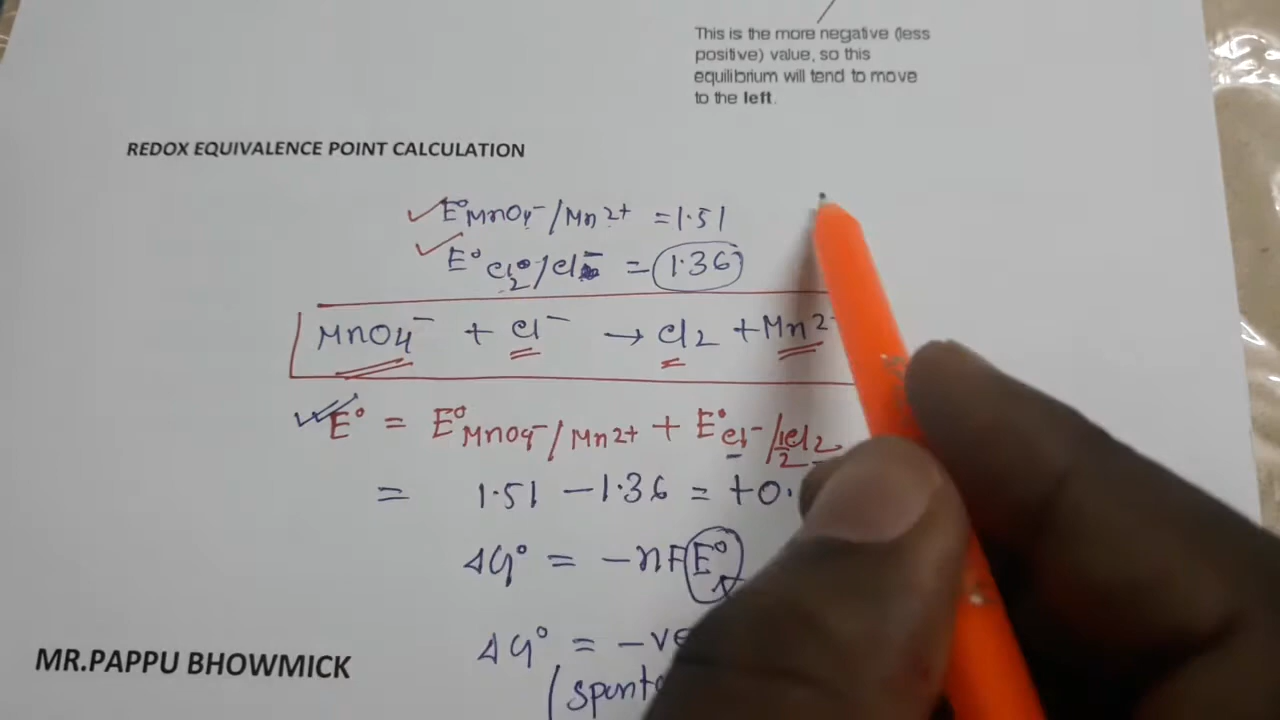 This is the more negative (less
positive) value, so this
equilibrium will tend to move
to the left.
REDOX EQUIVALENCE POINT CALCULATION
E° MnO4⁻/Mn2+ = 1.51
E° Cl2°/Cl⁻ = 1.36
MnO4⁻ + Cl⁻ → Cl2 + Mn2
E° = E° MnO4⁻/Mn2+ + E° Cl⁻/½Cl2
= 1.51 - 1.36 = +0.
ΔG° = -nFE°
ΔG° = -ve
MR.PAPPU BHOWMICK